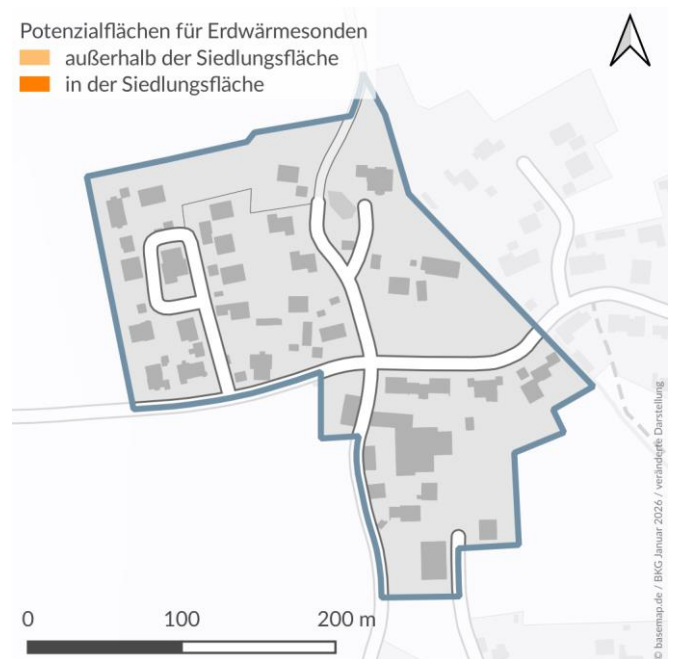 Potenzialflächen für Erdwärmesonden
außerhalb der Siedlungsfläche
in der Siedlungsfläche
© basemap.de / BKG Januar 2026 / veränderte Darstellung
0 100 200 m